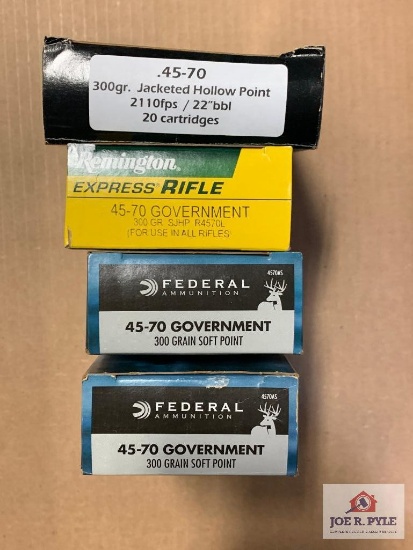 .45-70
300gr. Jacketed Hollow Point
2110fps / 22"bbl
20 cartridges
Remington
EXPRESS RIFLE
45-70 GOVERNMENT
300 GR. SJHP R4570L
(FOR USE IN ALL RIFLES)
4570AS
FEDERAL
AMMUNITION
45-70 GOVERNMENT
300 GRAIN SOFT POINT
4570AS
FEDERAL
AMMUNITION
45-70 GOVERNMENT
300 GRAIN SOFT POINT
JOE R. PYLE